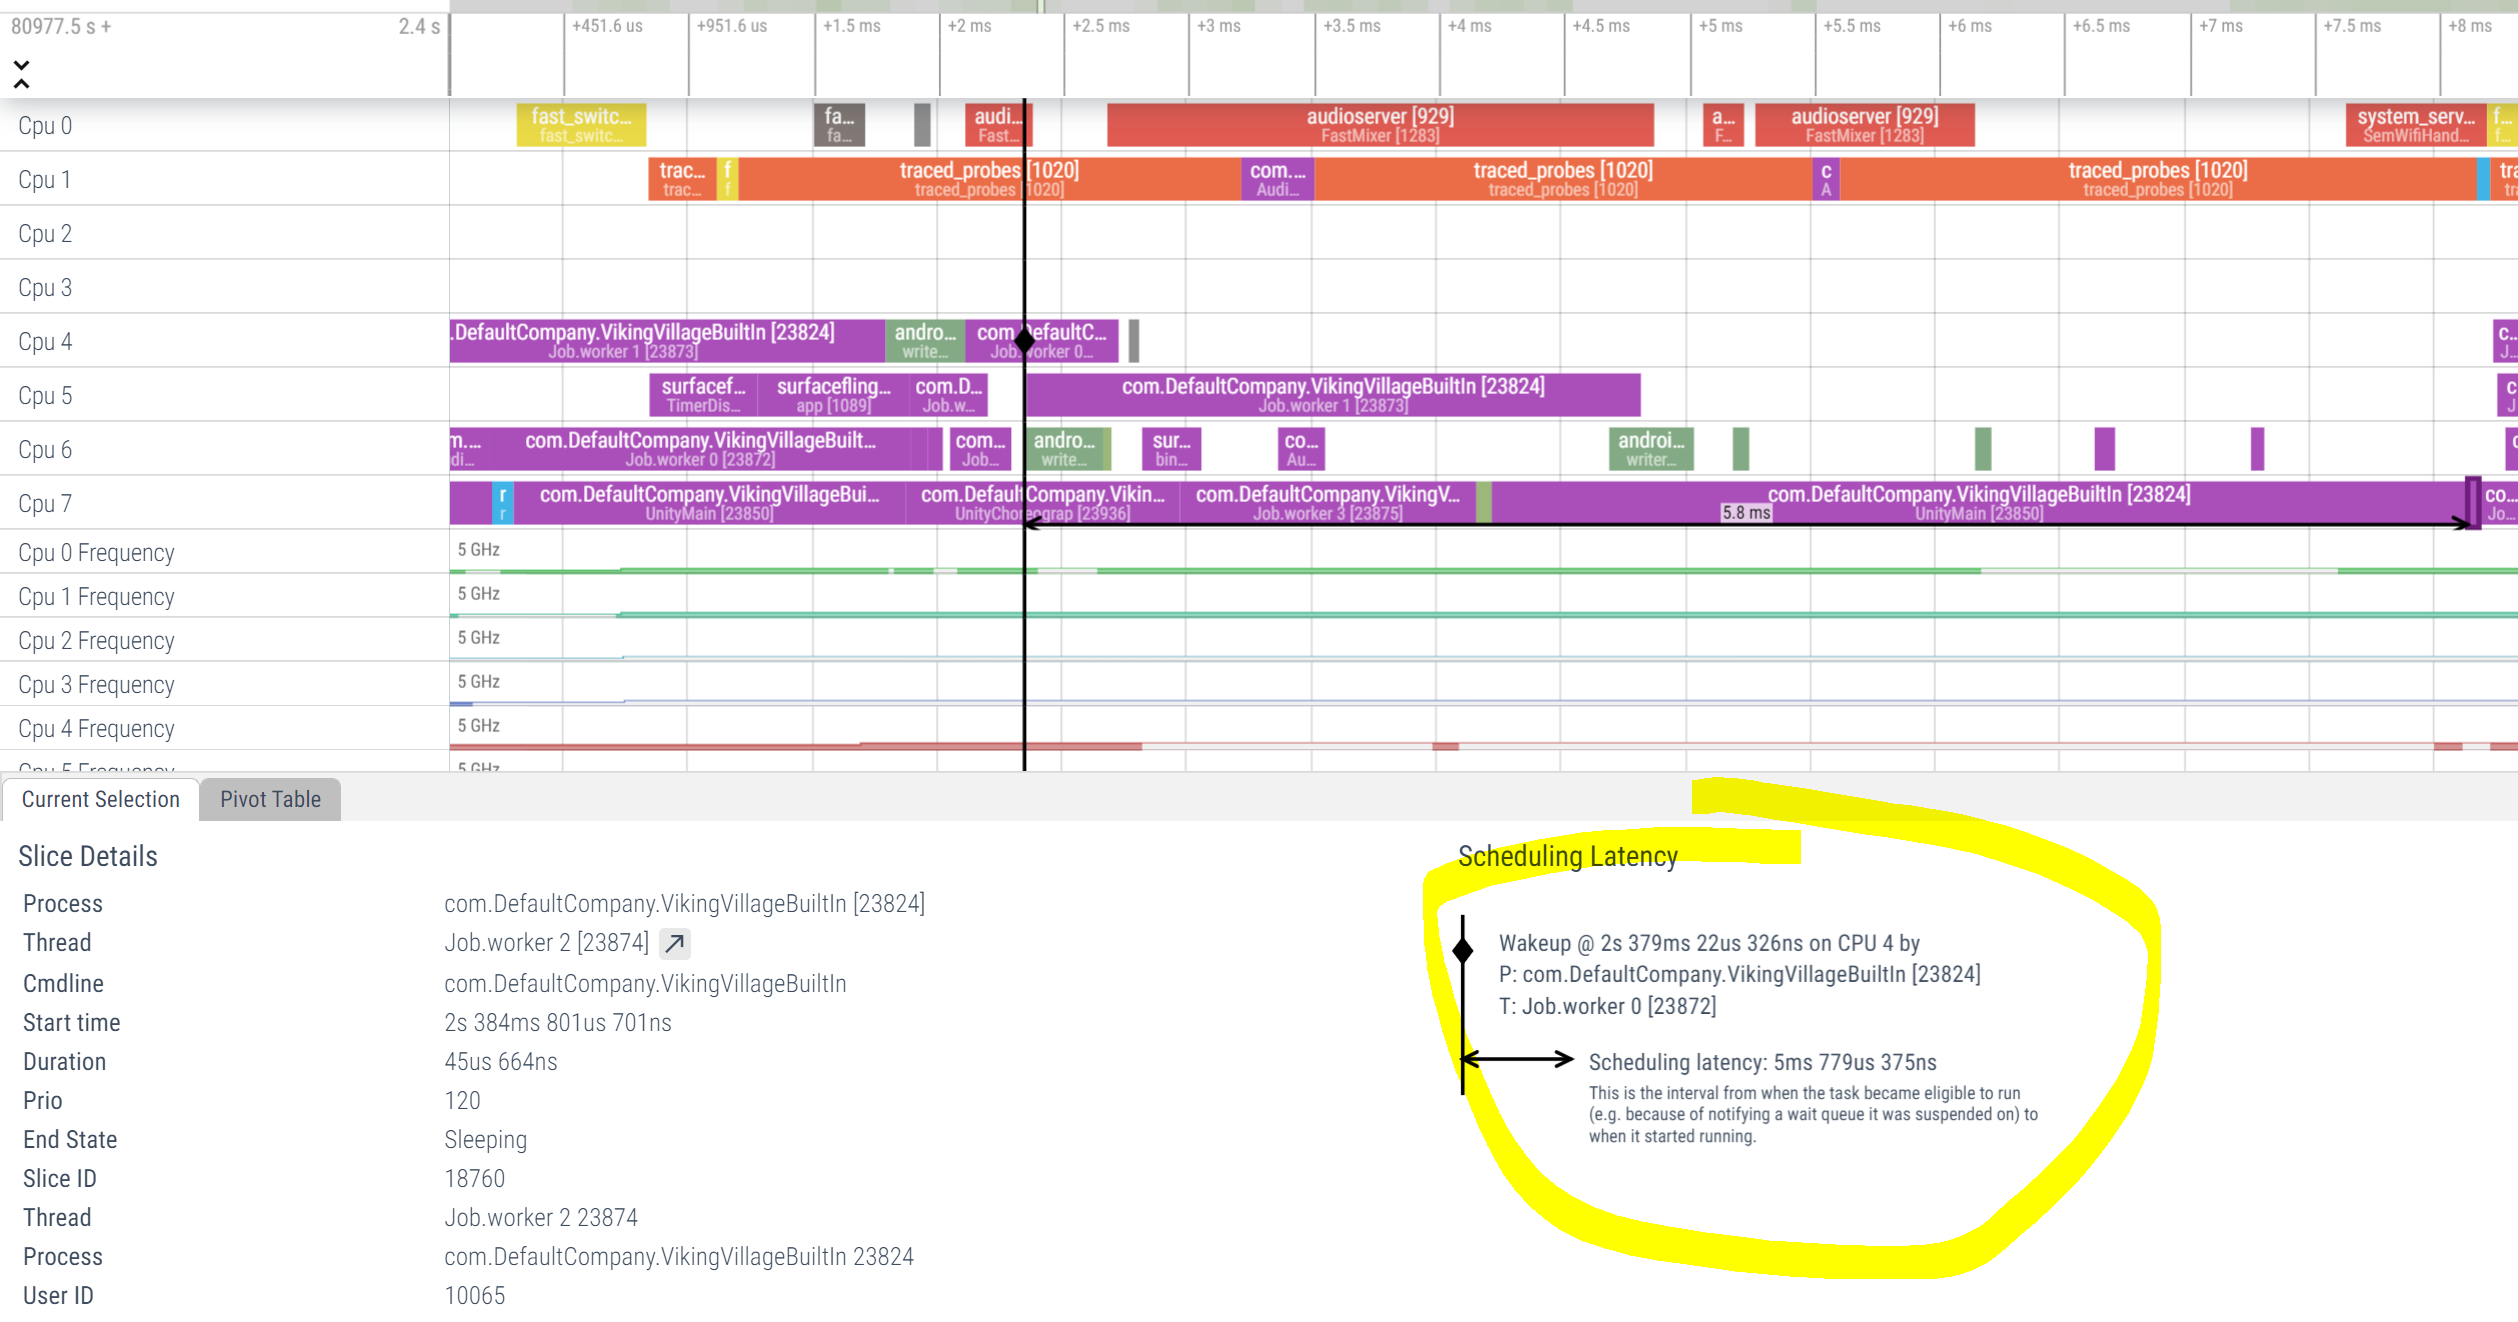 80977.5 s +
2.4 s
+451.6 us
+951.6 us
+1.5 ms
+2 ms
+2.5 ms
+3 ms
+3.5 ms
+4 ms
+4.5 ms
+5 ms
+5.5 ms
+6 ms
+6.5 ms
+7 ms
+7.5 ms
+8 ms
Cpu 0
fast_switc...
fast_switc...
fa...
fa...
audi...
Fast...
audioserver [929]
FastMixer [1283]
a...
F...
audioserver [929]
FastMixer [1283]
system_serv...
SemWifiHand...
f...
f...
Cpu 1
trac...
trac...
f
f
traced_probes [1020]
traced_probes [1020]
com....
Audi...
traced_probes [1020]
traced_probes [1020]
c
A
traced_probes [1020]
traced_probes [1020]
Cpu 2
Cpu 3
Cpu 4
.DefaultCompany.VikingVillageBuiltIn [23824]
Job.worker 1 [23873]
andro...
write...
com.DefaultC...
Job.worker 0...
c...
J...
Cpu 5
surfacef...
TimerDis...
surfacefling...
app [1089]
com.D...
Job.w...
com.DefaultCompany.VikingVillageBuiltIn [23824]
Job.worker 1 [23873]
Cpu 6
m....
di...
com.DefaultCompany.VikingVillageBuilt...
Job.worker 0 [23872]
com...
Job...
andro...
write...
sur...
bin...
co...
Au...
androi...
writer...
Cpu 7
r
r
com.DefaultCompany.VikingVillageBui...
UnityMain [23850]
com.DefaultCompany.Vikin...
UnityChoreograp [23936]
com.DefaultCompany.VikingV...
Job.worker 3 [23875]
5.8 ms
com.DefaultCompany.VikingVillageBuiltIn [23824]
UnityMain [23850]
co...
Jo...
Cpu 0 Frequency
5 GHz
Cpu 1 Frequency
5 GHz
Cpu 2 Frequency
5 GHz
Cpu 3 Frequency
5 GHz
Cpu 4 Frequency
5 GHz
Cpu 5 Frequency
5 GHz
Current Selection
Pivot Table
Slice Details
Process
com.DefaultCompany.VikingVillageBuiltIn [23824]
Thread
Job.worker 2 [23874]
Cmdline
com.DefaultCompany.VikingVillageBuiltIn
Start time
2s 384ms 801us 701ns
Duration
45us 664ns
Prio
120
End State
Sleeping
Slice ID
18760
Thread
Job.worker 2 23874
Process
com.DefaultCompany.VikingVillageBuiltIn 23824
User ID
10065
Scheduling Latency
Wakeup @ 2s 379ms 22us 326ns on CPU 4 by
P: com.DefaultCompany.VikingVillageBuiltIn [23824]
T: Job.worker 0 [23872]
Scheduling latency: 5ms 779us 375ns
This is the interval from when the task became eligible to run
(e.g. because of notifying a wait queue it was suspended on) to
when it started running.